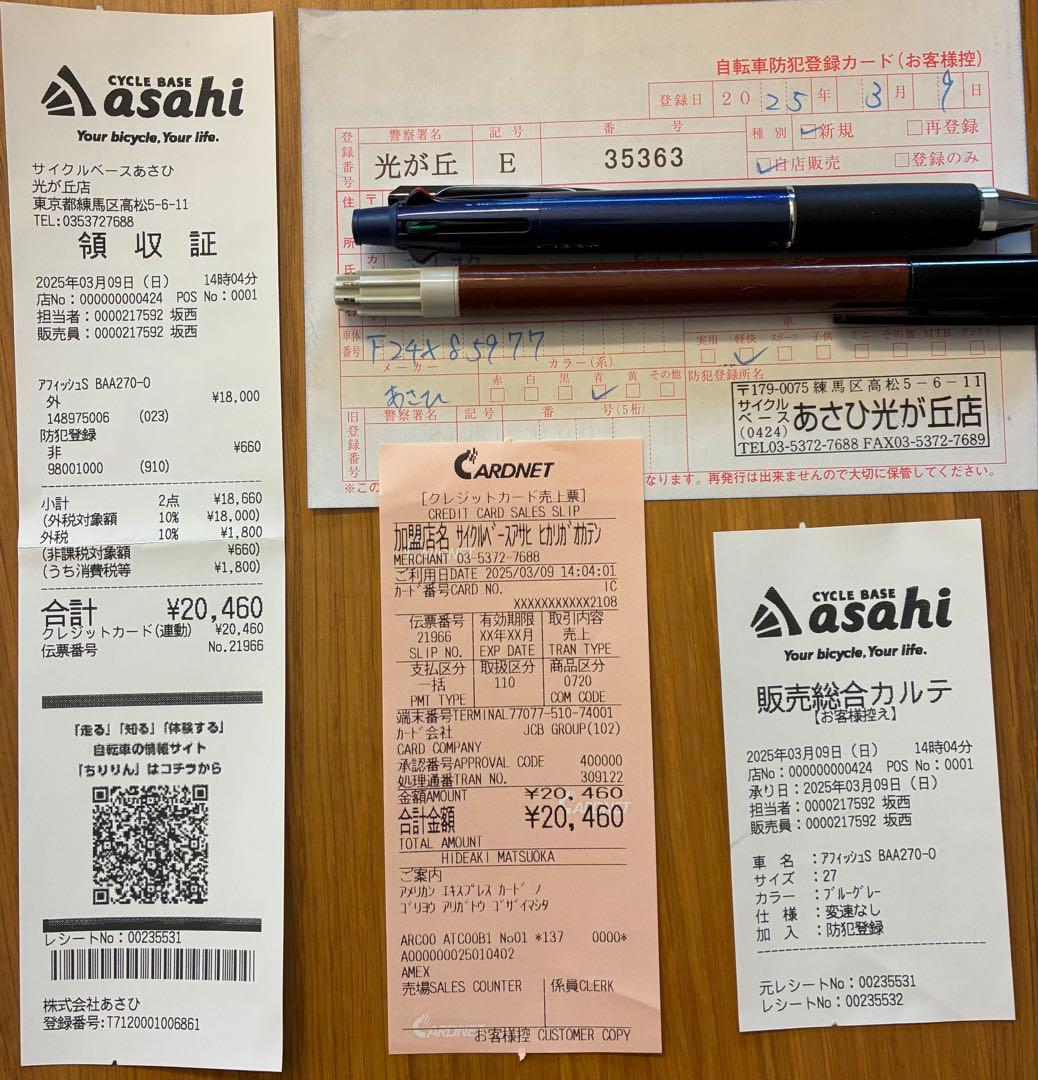 CYCLE BASE
asahi
Your bicycle, Your life.
サイクルベースあさひ
光が丘店
東京都練馬区高松5-6-11
TEL:0353727688
領 収 証
2025年03月09日 (日) 14時04分
店No:000000000424 POS No:0001
担当者:0000217592 坂西
販売員:0000217592 坂西
アフィッシュS BAA270-O
外 ¥18,000
148975006 (023)
防犯登録
非 ¥660
98001000 (910)
小計 2点 ¥18,660
(外税対象額 10% ¥18,000)
外税 10% ¥1,800
(非課税対象額 ¥660)
(うち消費税等 ¥1,800)
合計 ¥20,460
クレジットカード(連動) ¥20,460
伝票番号 No.21966
「走る」「知る」「体験する」
自転車の情報サイト
「ちりりん」はコチラから
レシートNo:00235531
株式会社あさひ
登録番号:T7120001006861
自転車防犯登録カード(お客様控)
登録日 2025年 3月 9日
登録番号
警察署名 記号 番号
光が丘 E 35363
種別 新規 再登録
自店販売 登録のみ
住所
〒
氏
カ
車体番号 F24X85977
車
実用 軽快 スポーツ 子供 ミニ その他 MTB アシスト
メーカー カラー(系)
あさひ 赤 白 黒 青 黄 その他
防犯登録所名
〒179-0075 練馬区高松5-6-11
サイクルベース あさひ光が丘店
(0424)
TEL03-5372-7688 FAX03-5372-7689
旧登録番号
警察署名 記号 番号(5桁)
※この
なります。再発行は出来ませんので大切に保管してください。
CARDNET
[クレジットカード売上票]
CREDIT CARD SALES SLIP
加盟店名 サイクルベースアサヒ ヒカリガオカテン
MERCHANT 03-5372-7688
ご利用日DATE 2025/03/09 14:04:01
カード番号CARD NO. IC
XXXXXXXXXXX2108
伝票番号 有効期限 取引内容
21966 XX年XX月 売上
SLIP NO. EXP DATE TRAN TYPE
支払区分 取扱区分 商品区分
一括 110 0720
PMT TYPE COM CODE
端末番号TERMINAL77077-510-74001
カード会社 JCB GROUP(102)
CARD COMPANY
承認番号APPROVAL CODE 400000
処理通番TRAN NO. 309122
金額AMOUNT ¥20,460
合計金額 ¥20,460
TOTAL AMOUNT
HIDEAKI MATSUOKA
ご案内
アメリカン エキスプレス カード ノ
ゴリヨウ アリガトウ ゴザイマシタ
ARC00 ATC00B1 No01 *137 0000*
A000000025010402
AMEX
売場SALES COUNTER 係員CLERK
CARDNET
お客様控 CUSTOMER COPY
CYCLE BASE
asahi
Your bicycle, Your life.
販売総合カルテ
【お客様控え】
2025年03月09日 (日) 14時04分
店No:000000000424 POS No:0001
承り日:2025年03月09日(日)
担当者:0000217592 坂西
販売員:0000217592 坂西
車 名 :アフィッシュS BAA270-O
サイズ :27
カラー :ブルーグレー
仕 様 :変速なし
加 入 :防犯登録
元レシートNo:00235531
レシートNo:00235532